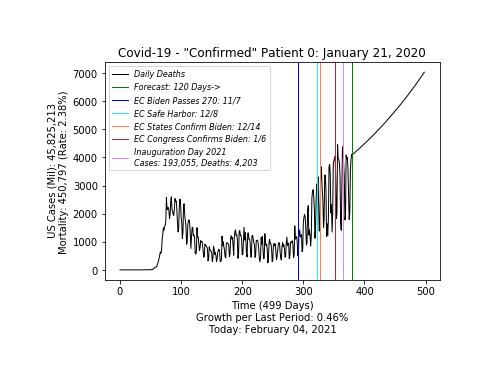 Covid-19 - "Confirmed" Patient 0: January 21, 2020
Daily Deaths
Forecast: 120 Days->
EC Biden Passes 270: 11/7
EC Safe Harbor: 12/8
EC States Confirm Biden: 12/14
EC Congress Confirms Biden: 1/6
Inauguration Day 2021
Cases: 193,055, Deaths: 4,203
US Cases (Mil): 45,825,213
Mortality: 450,797 (Rate: 2.38%)
7000
6000
5000
4000
3000
2000
1000
0
0 100 200 300 400 500
Time (499 Days)
Growth per Last Period: 0.46%
Today: February 04, 2021